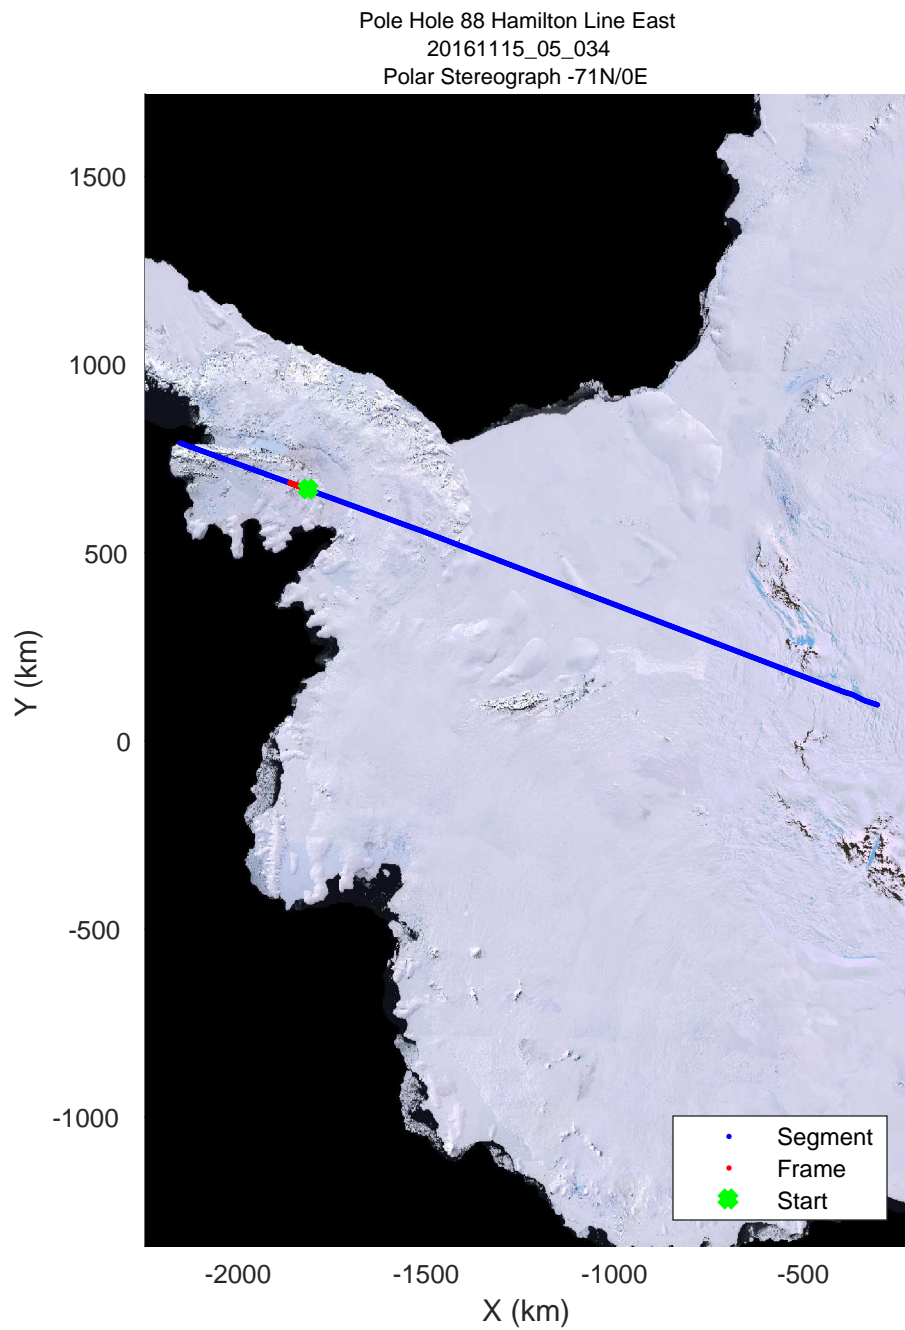 Pole Hole 88 Hamilton Line East
20161115_05_034
Polar Stereograph -71N/0E
1500
1000
500
0
-500
-1000
Y (km)
-2000
-1500
-1000
-500
X (km)
Segment
Frame
Start